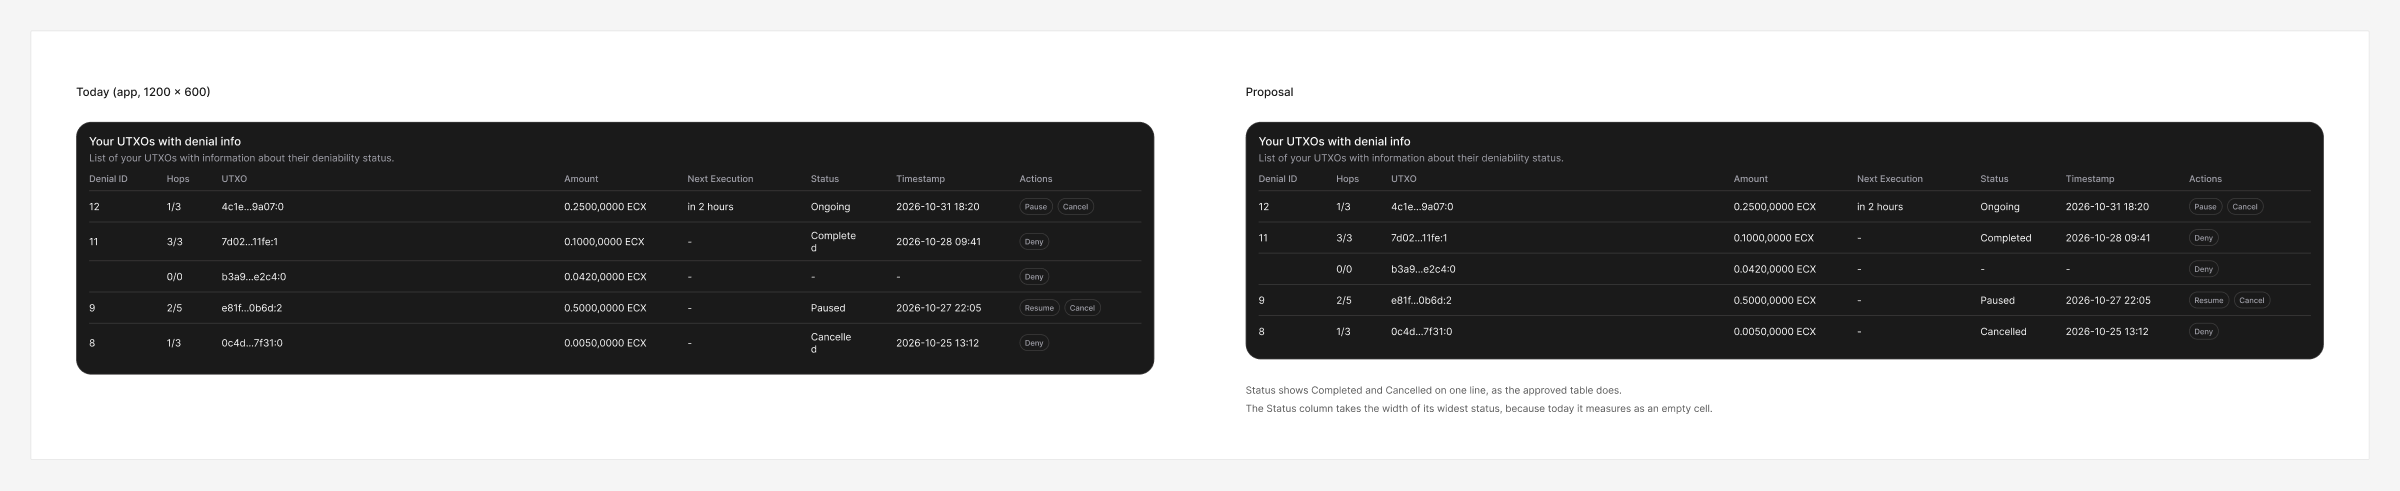 Today (app, 1200 × 600)
Your UTXOs with denial info
List of your UTXOs with information about their deniability status.
Denial ID Hops UTXO Amount Next Execution Status Timestamp Actions
12 1/3 4c1e...9a07:0 0.2500,0000 ECX in 2 hours Ongoing 2026-10-31 18:20 Pause Cancel
11 3/3 7d02...11fe:1 0.1000,0000 ECX - Complete
d 2026-10-28 09:41 Deny
0/0 b3a9...e2c4:0 0.0420,0000 ECX - - - Deny
9 2/5 e81f...0b6d:2 0.5000,0000 ECX - Paused 2026-10-27 22:05 Resume Cancel
8 1/3 0c4d...7f31:0 0.0050,0000 ECX - Cancelle
d 2026-10-25 13:12 Deny
Proposal
Your UTXOs with denial info
List of your UTXOs with information about their deniability status.
Denial ID Hops UTXO Amount Next Execution Status Timestamp Actions
12 1/3 4c1e...9a07:0 0.2500,0000 ECX in 2 hours Ongoing 2026-10-31 18:20 Pause Cancel
11 3/3 7d02...11fe:1 0.1000,0000 ECX - Completed 2026-10-28 09:41 Deny
0/0 b3a9...e2c4:0 0.0420,0000 ECX - - - Deny
9 2/5 e81f...0b6d:2 0.5000,0000 ECX - Paused 2026-10-27 22:05 Resume Cancel
8 1/3 0c4d...7f31:0 0.0050,0000 ECX - Cancelled 2026-10-25 13:12 Deny
Status shows Completed and Cancelled on one line, as the approved table does.
The Status column takes the width of its widest status, because today it measures as an empty cell.